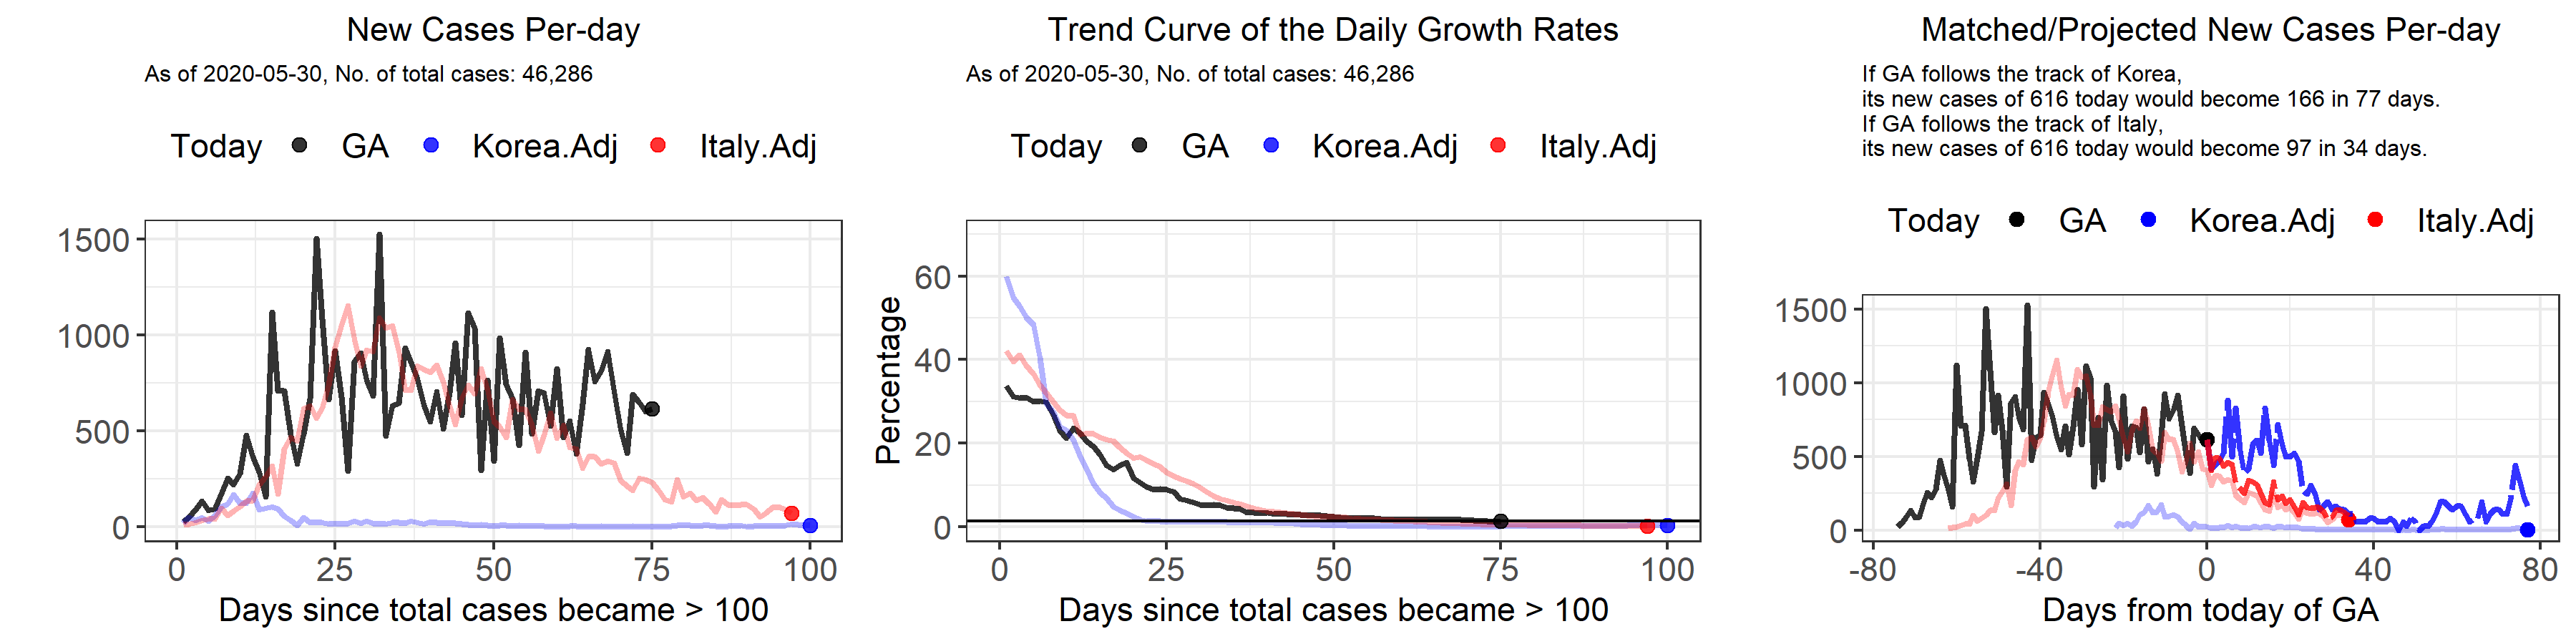 New Cases Per-day
As of 2020-05-30, No. of total cases: 46,286
Today GA Korea.Adj Italy.Adj
1500
1000
500
0
0 25 50 75 100
Days since total cases became > 100
Trend Curve of the Daily Growth Rates
As of 2020-05-30, No. of total cases: 46,286
Today GA Korea.Adj Italy.Adj
Percentage
60
40
20
0
0 25 50 75 100
Days since total cases became > 100
Matched/Projected New Cases Per-day
If GA follows the track of Korea,
its new cases of 616 today would become 166 in 77 days.
If GA follows the track of Italy,
its new cases of 616 today would become 97 in 34 days.
Today GA Korea.Adj Italy.Adj
1500
1000
500
0
-80 -40 0 40 80
Days from today of GA